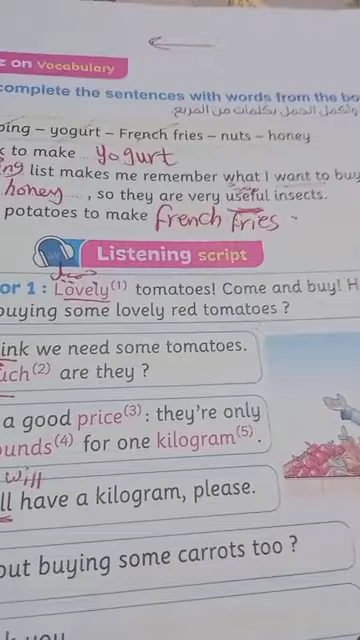 on Vocabulary
complete the sentences with words from the bo
وأكمل الجمل بكلمات من المربع
ping – yogurt – French fries – nuts – honey
to make yogurt
ing list makes me remember what I want to buy
honey, so they are very useful insects.
potatoes to make French fries
Listening script
or 1 : Lovely(1) tomatoes! Come and buy! H
buying some lovely red tomatoes ?
ink we need some tomatoes.
uch(2) are they ?
a good price(3) : they're only
ounds(4) for one kilogram(5).
will
ll have a kilogram, please.
out buying some carrots too ?